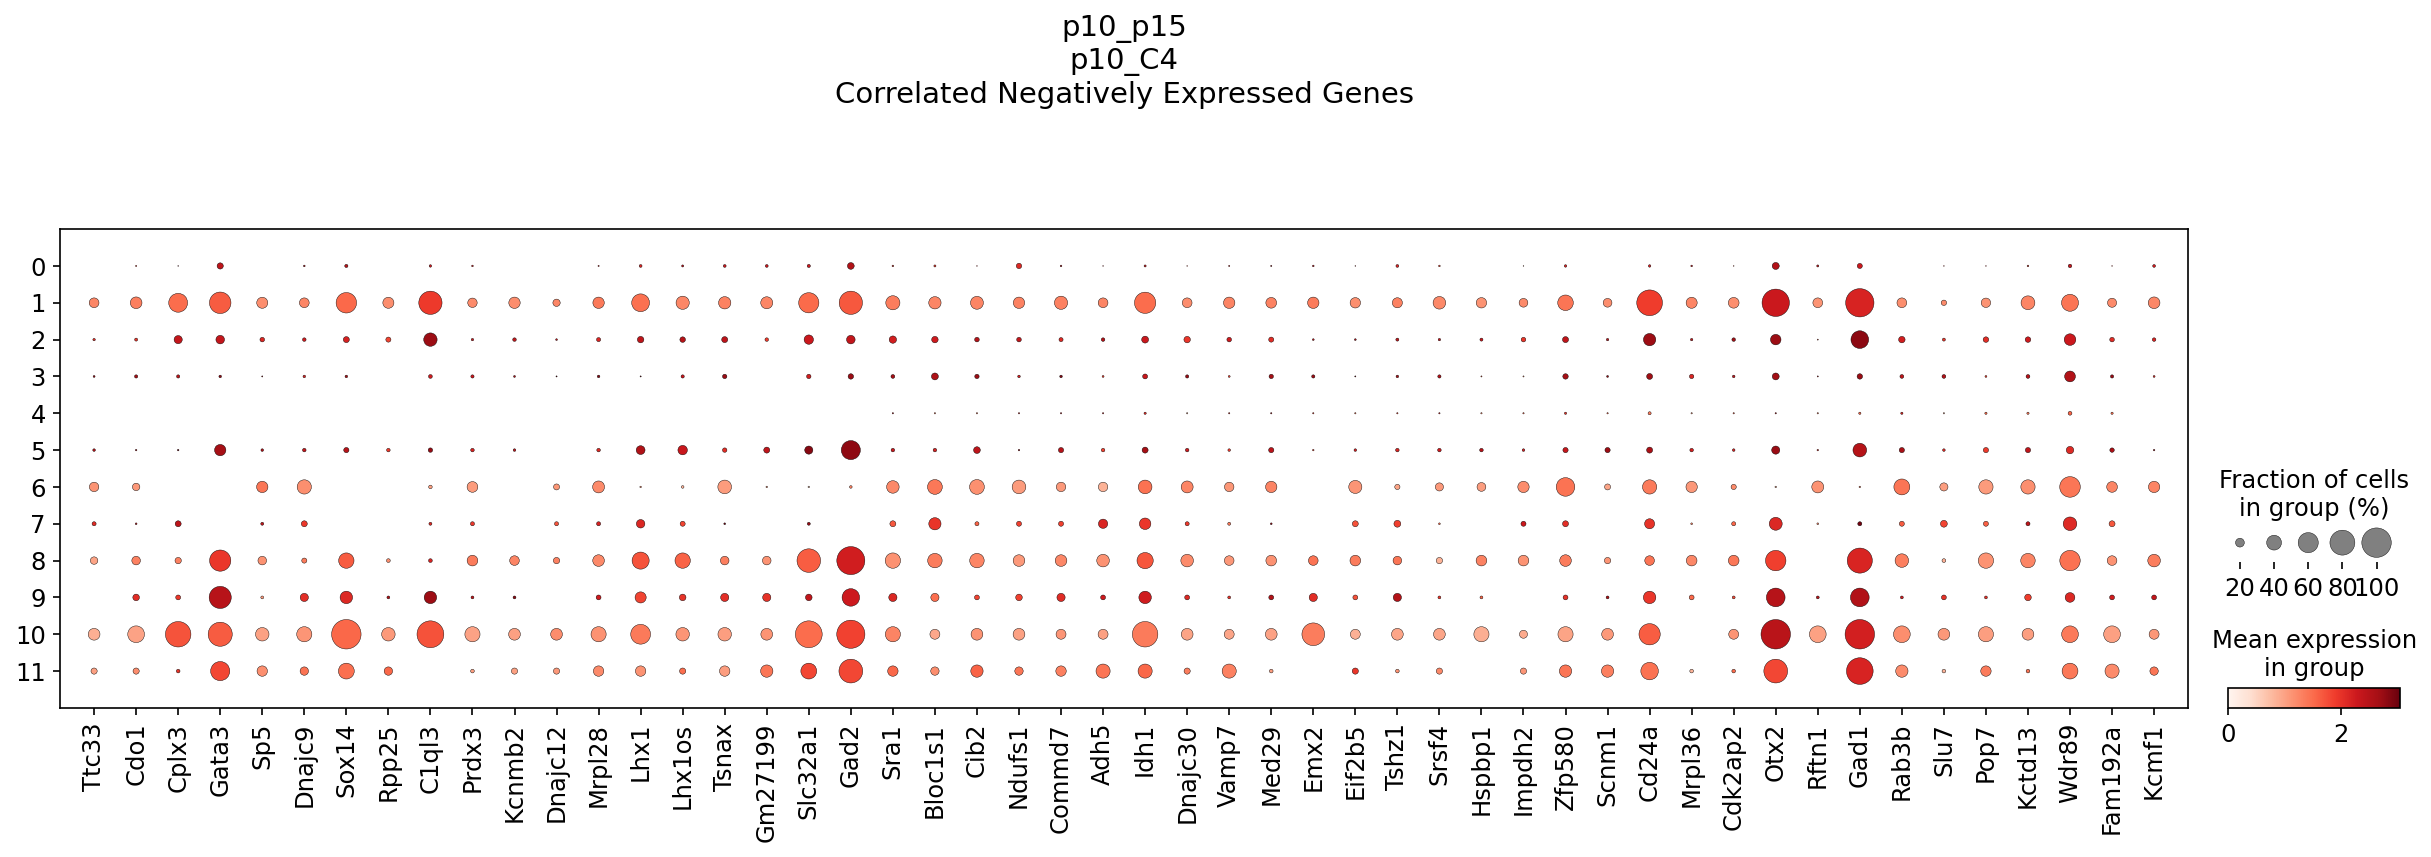 p10_p15
p10_C4
Correlated Negatively Expressed Genes
0
1
2
3
4
5
6
7
8
9
10
11
Ttc33 Cdo1 Cplx3 Gata3 Sp5 Dnajc9 Sox14 Rpp25 C1ql3 Prdx3 Kcnmb2 Dnajc12 Mrpl28 Lhx1 Lhx1os Tsnax Gm27199 Slc32a1 Gad2 Sra1 Bloc1s1 Cib2 Ndufs1 Commd7 Adh5 Idh1 Dnajc30 Vamp7 Med29 Emx2 Eif2b5 Tshz1 Srsf4 Hspbp1 Impdh2 Zfp580 Scnm1 Cd24a Mrpl36 Cdk2ap2 Otx2 Rftn1 Gad1 Rab3b Slu7 Pop7 Kctd13 Wdr89 Fam192a Kcmf1
Fraction of cells
in group (%)
20 40 60 80 100
Mean expression
in group
0 2